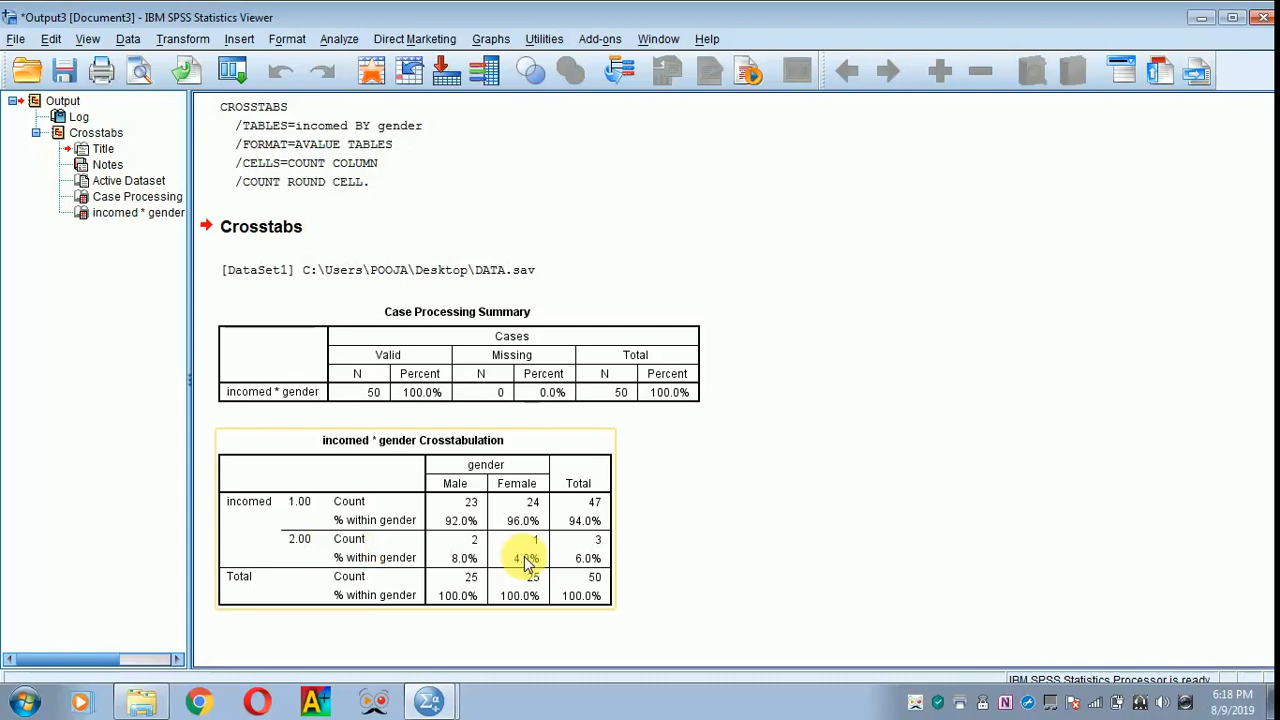 *Output3 [Document3] - IBM SPSS Statistics Viewer
File Edit View Data Transform Insert Format Analyze Direct Marketing Graphs Utilities Add-ons Window Help
Output
Log
Crosstabs
Title
Notes
Active Dataset
Case Processing
incomed * gender
CROSSTABS
/TABLES=incomed BY gender
/FORMAT=AVALUE TABLES
/CELLS=COUNT COLUMN
/COUNT ROUND CELL.
Crosstabs
[DataSet1] C:\Users\POOJA\Desktop\DATA.sav
Case Processing Summary
Cases
Valid Missing Total
N Percent N Percent N Percent
incomed * gender 50 100.0% 0 0.0% 50 100.0%
incomed * gender Crosstabulation
gender
Male Female Total
incomed 1.00 Count 23 24 47
% within gender 92.0% 96.0% 94.0%
2.00 Count 2 1 3
% within gender 8.0% 4.0% 6.0%
Total Count 25 25 50
% within gender 100.0% 100.0% 100.0%
IBM SPSS Statistics Processor is ready
6:18 PM
8/9/2019